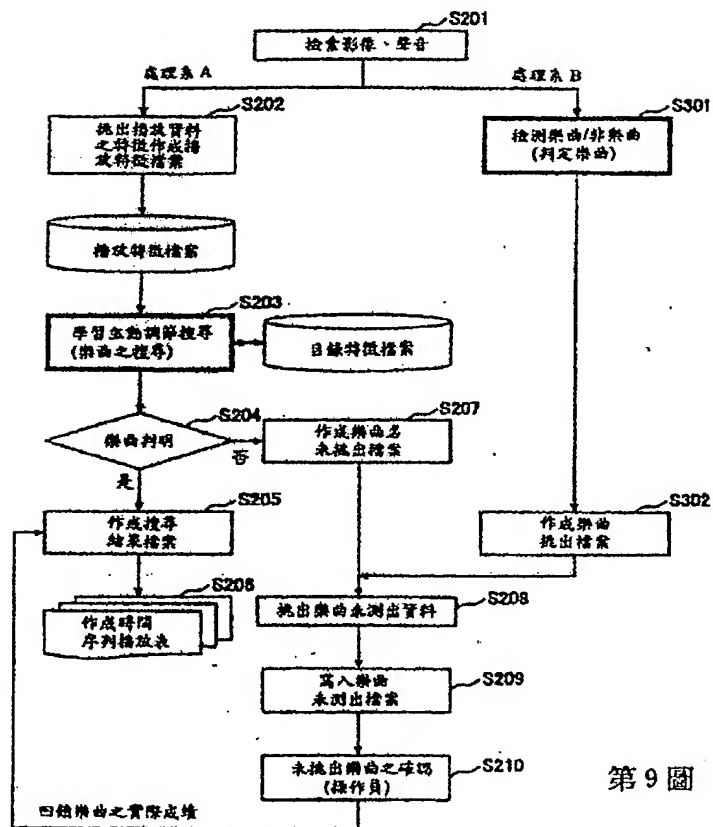 S201
檢索影像、聲音
處理系 A
處理系 B
S202
挑出播放資料
之特徵作成播
放特徵檔案
S301
檢測樂曲/非樂曲
(判定樂曲)
播放特徵檔案
S203
學習主動調節搜尋
(樂曲之搜尋)
目錄特徵檔案
S204
樂曲判明
否
是
S207
作成樂曲名
未挑出檔案
S205
作成搜尋
結果檔案
S302
作成樂曲
挑出檔案
S206
作成時間
序列播放表
S208
挑出樂曲未測出資料
S209
寫入樂曲
未測出檔案
S210
未挑出樂曲之確認
(操作員)
回饋樂曲之實際成績
第9圖